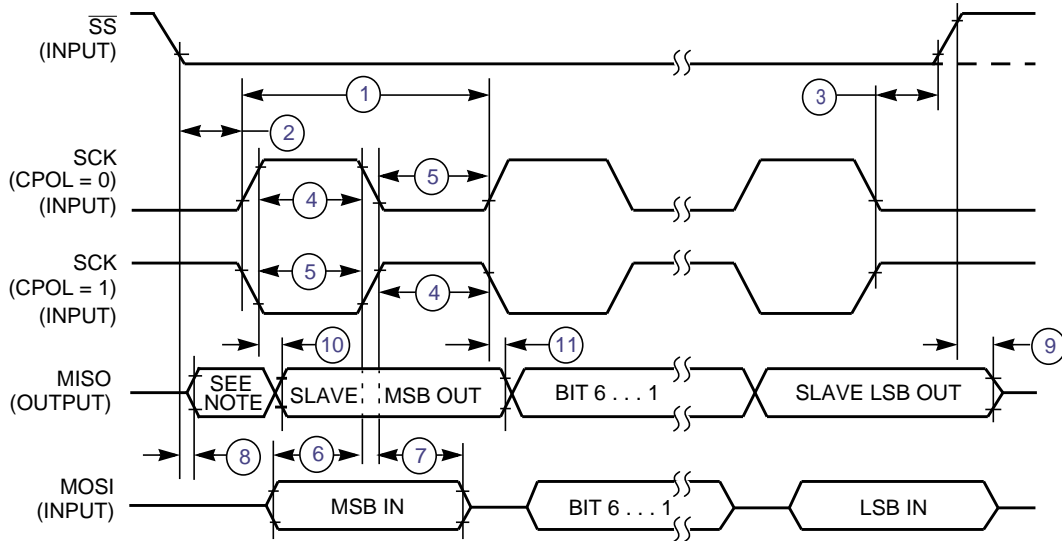 SS
(INPUT)
1
3
2
SCK
(CPOL = 0)
(INPUT)
5
4
SCK
(CPOL = 1)
(INPUT)
5
4
10
11
9
MISO
(OUTPUT)
SEE
NOTE
SLAVE
MSB OUT
BIT 6 . . . 1
SLAVE LSB OUT
8
6
7
MOSI
(INPUT)
MSB IN
BIT 6 . . . 1
LSB IN